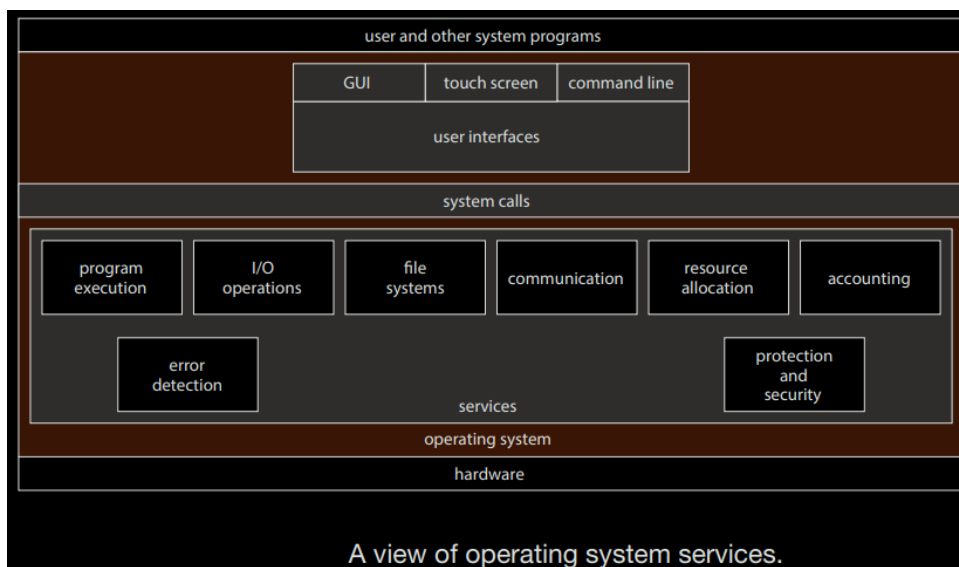 user and other system programs
GUI touch screen command line
user interfaces
system calls
program
execution
I/O
operations
file
systems
communication
resource
allocation
accounting
error
detection
protection
and
security
services
operating system
hardware
A view of operating system services.